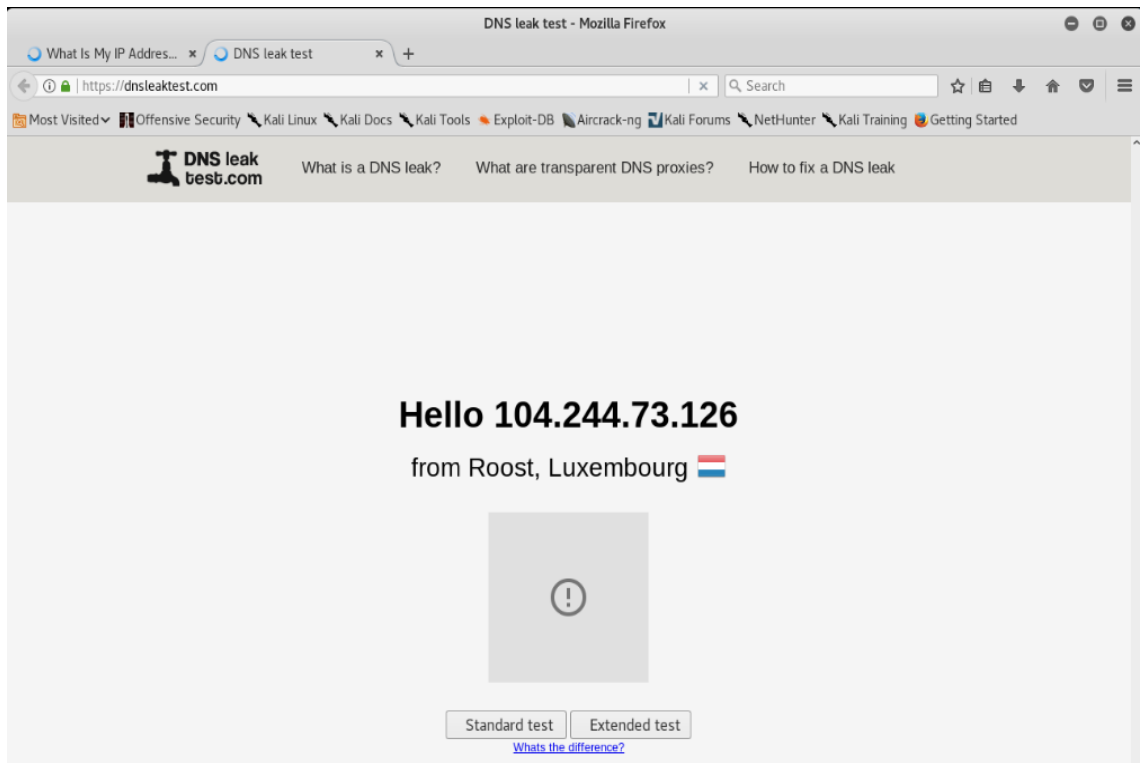 DNS leak test - Mozilla Firefox
What Is My IP Addres... × DNS leak test × +
https://dnsleaktest.com × Search
Most Visited Offensive Security Kali Linux Kali Docs Kali Tools Exploit-DB Aircrack-ng Kali Forums NetHunter Kali Training Getting Started
DNS leak
test.com
What is a DNS leak? What are transparent DNS proxies? How to fix a DNS leak
Hello 104.244.73.126
from Roost, Luxembourg
Standard test Extended test
Whats the difference?